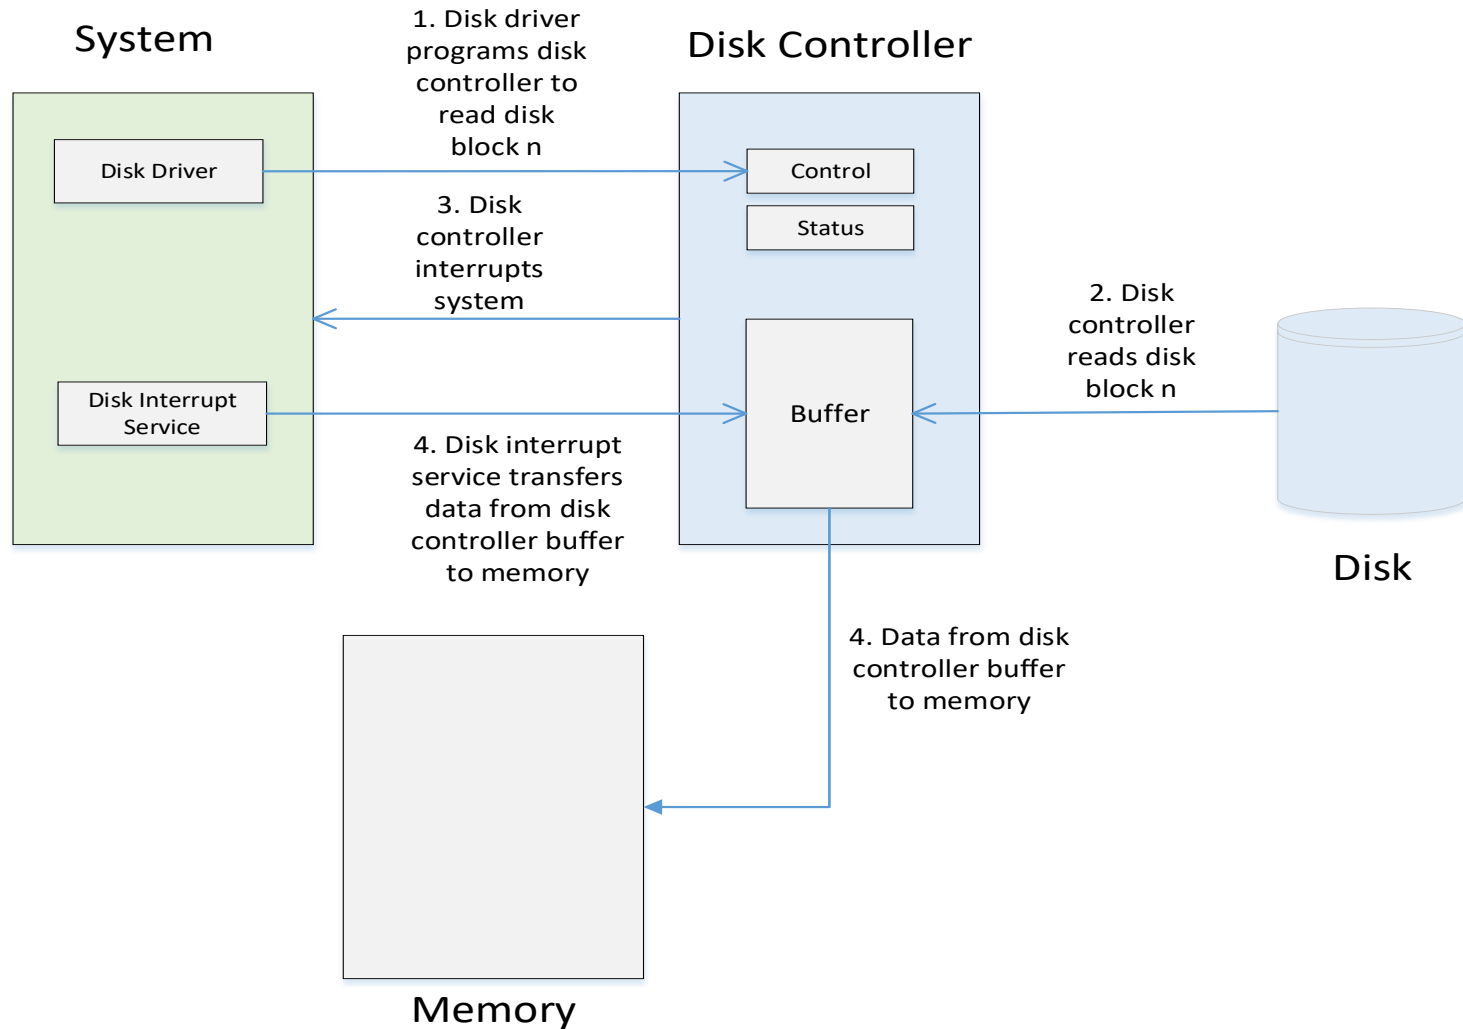 System
1. Disk driver
programs disk
controller to
read disk
block n
Disk Controller
Disk Driver
Control
Status
3. Disk
controller
interrupts
system
2. Disk
controller
reads disk
block n
Disk Interrupt
Service
Buffer
4. Disk interrupt
service transfers
data from disk
controller buffer
to memory
Disk
4. Data from disk
controller buffer
to memory
Memory